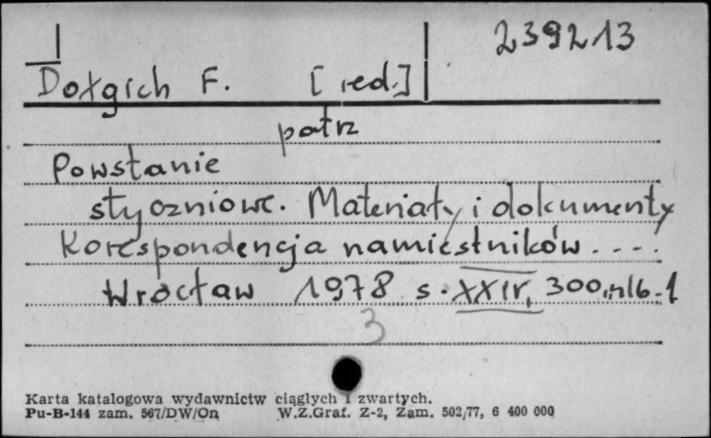 239213
Dołgich F. [red.]
patrz
Powstanie
styczniowe. Materiały i dokumenty
Korespondencja namiestników....
Wrocław 1978 s. XXIV, 300, nlb. 1
3
Karta katalogowa wydawnictw ciągłych i zwartych.
Pu-B-144 zam. 567/DW/On W.Z.Graf. Z-2, Zam. 502/77, 6 400 000